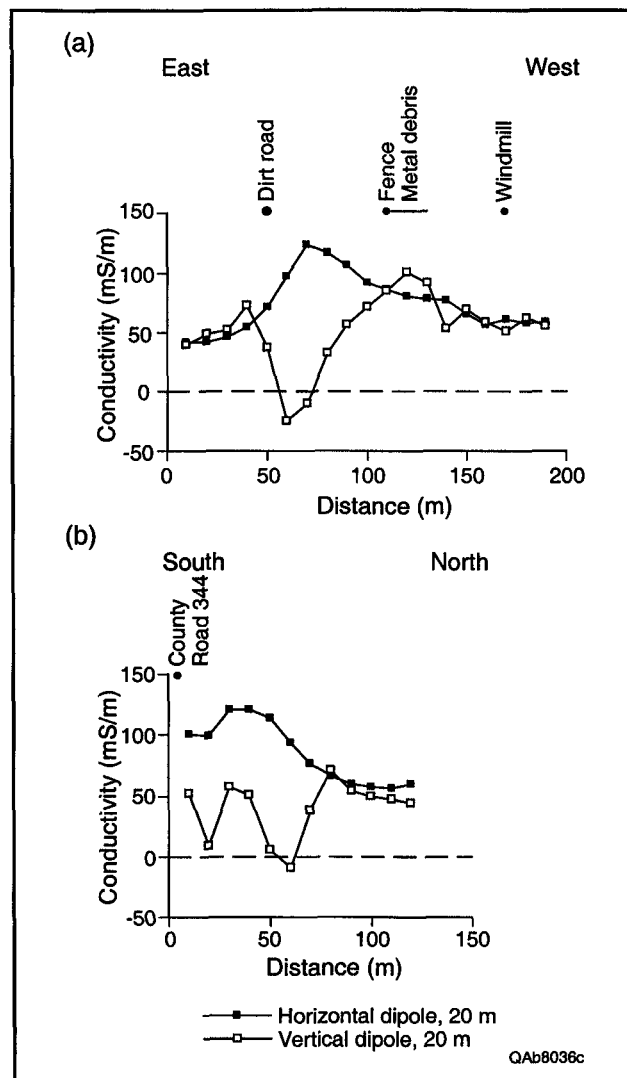 (a)
East
West
Dirt road
Fence
Metal debris
Windmill
Conductivity (mS/m)
150
100
50
0
-50
0
50
100
150
200
Distance (m)
(b)
South
North
County
Road 344
Conductivity (mS/m)
150
100
50
0
-50
0
50
100
150
Distance (m)
Horizontal dipole, 20 m
Vertical dipole, 20 m
QAb8036c